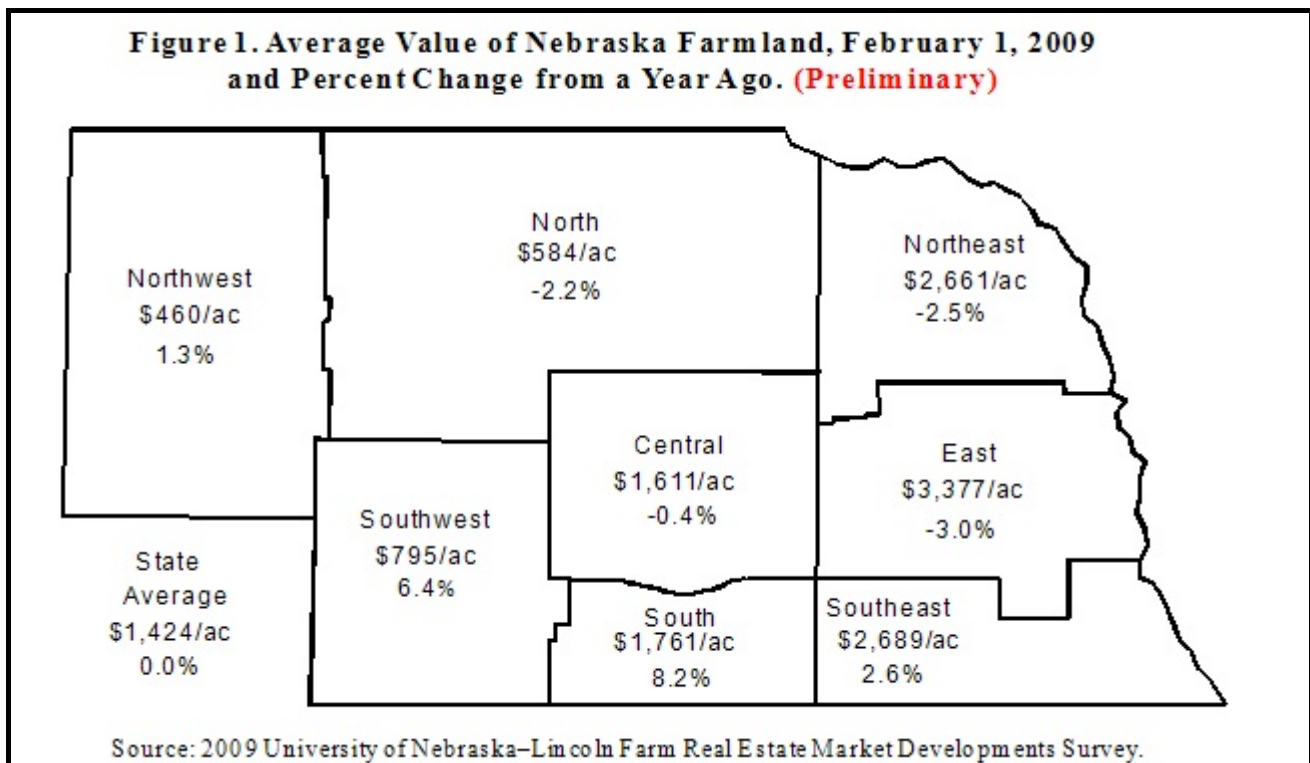 Figure 1. Average Value of Nebraska Farmland, February 1, 2009
and Percent Change from a Year Ago. (Preliminary)
Northwest
$460/ac
1.3%
North
$584/ac
-2.2%
Northeast
$2,661/ac
-2.5%
Central
$1,611/ac
-0.4%
East
$3,377/ac
-3.0%
Southwest
$795/ac
6.4%
State
Average
$1,424/ac
0.0%
South
$1,761/ac
8.2%
Southeast
$2,689/ac
2.6%
Source: 2009 University of Nebraska–Lincoln Farm Real Estate Market Developments Survey.